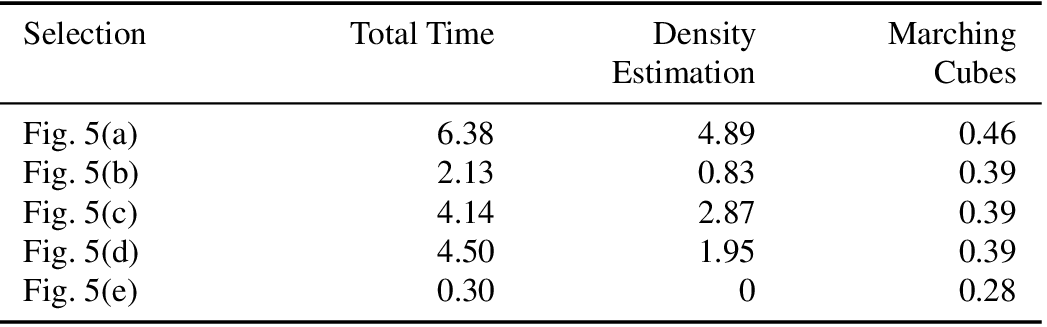 Selection Total Time Density Marching
Estimation Cubes
Fig. 5(a) 6.38 4.89 0.46
Fig. 5(b) 2.13 0.83 0.39
Fig. 5(c) 4.14 2.87 0.39
Fig. 5(d) 4.50 1.95 0.39
Fig. 5(e) 0.30 0 0.28